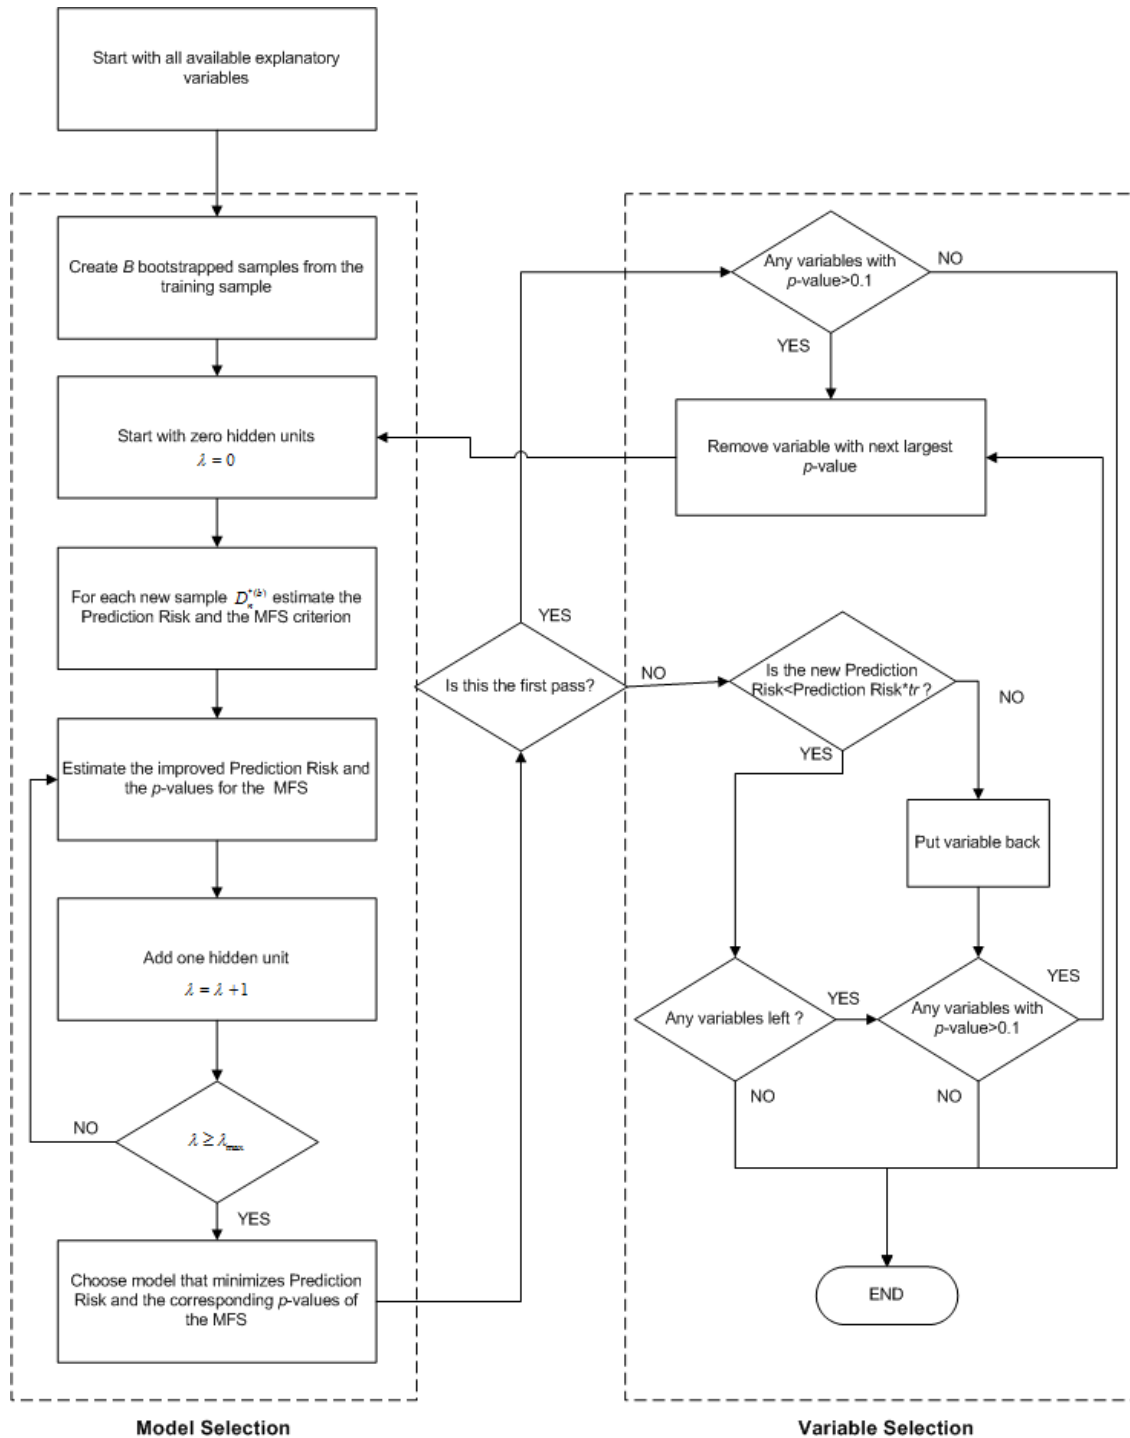 Start with all available explanatory
variables
Create B bootstrapped samples from the
training sample
Start with zero hidden units
λ = 0
For each new sample D_n^{*(b)} estimate the
Prediction Risk and the MFS criterion
Estimate the improved Prediction Risk and
the p-values for the MFS
Add one hidden unit
λ = λ +1
λ ≥ λ_max
NO
YES
Choose model that minimizes Prediction
Risk and the corresponding p-values of
the MFS
Model Selection
Is this the first pass?
YES
NO
Any variables with
p-value>0.1
NO
YES
Remove variable with next largest
p-value
Is the new Prediction
Risk<Prediction Risk*tr ?
NO
YES
Put variable back
Any variables left ?
YES
NO
Any variables with
p-value>0.1
YES
NO
END
Variable Selection